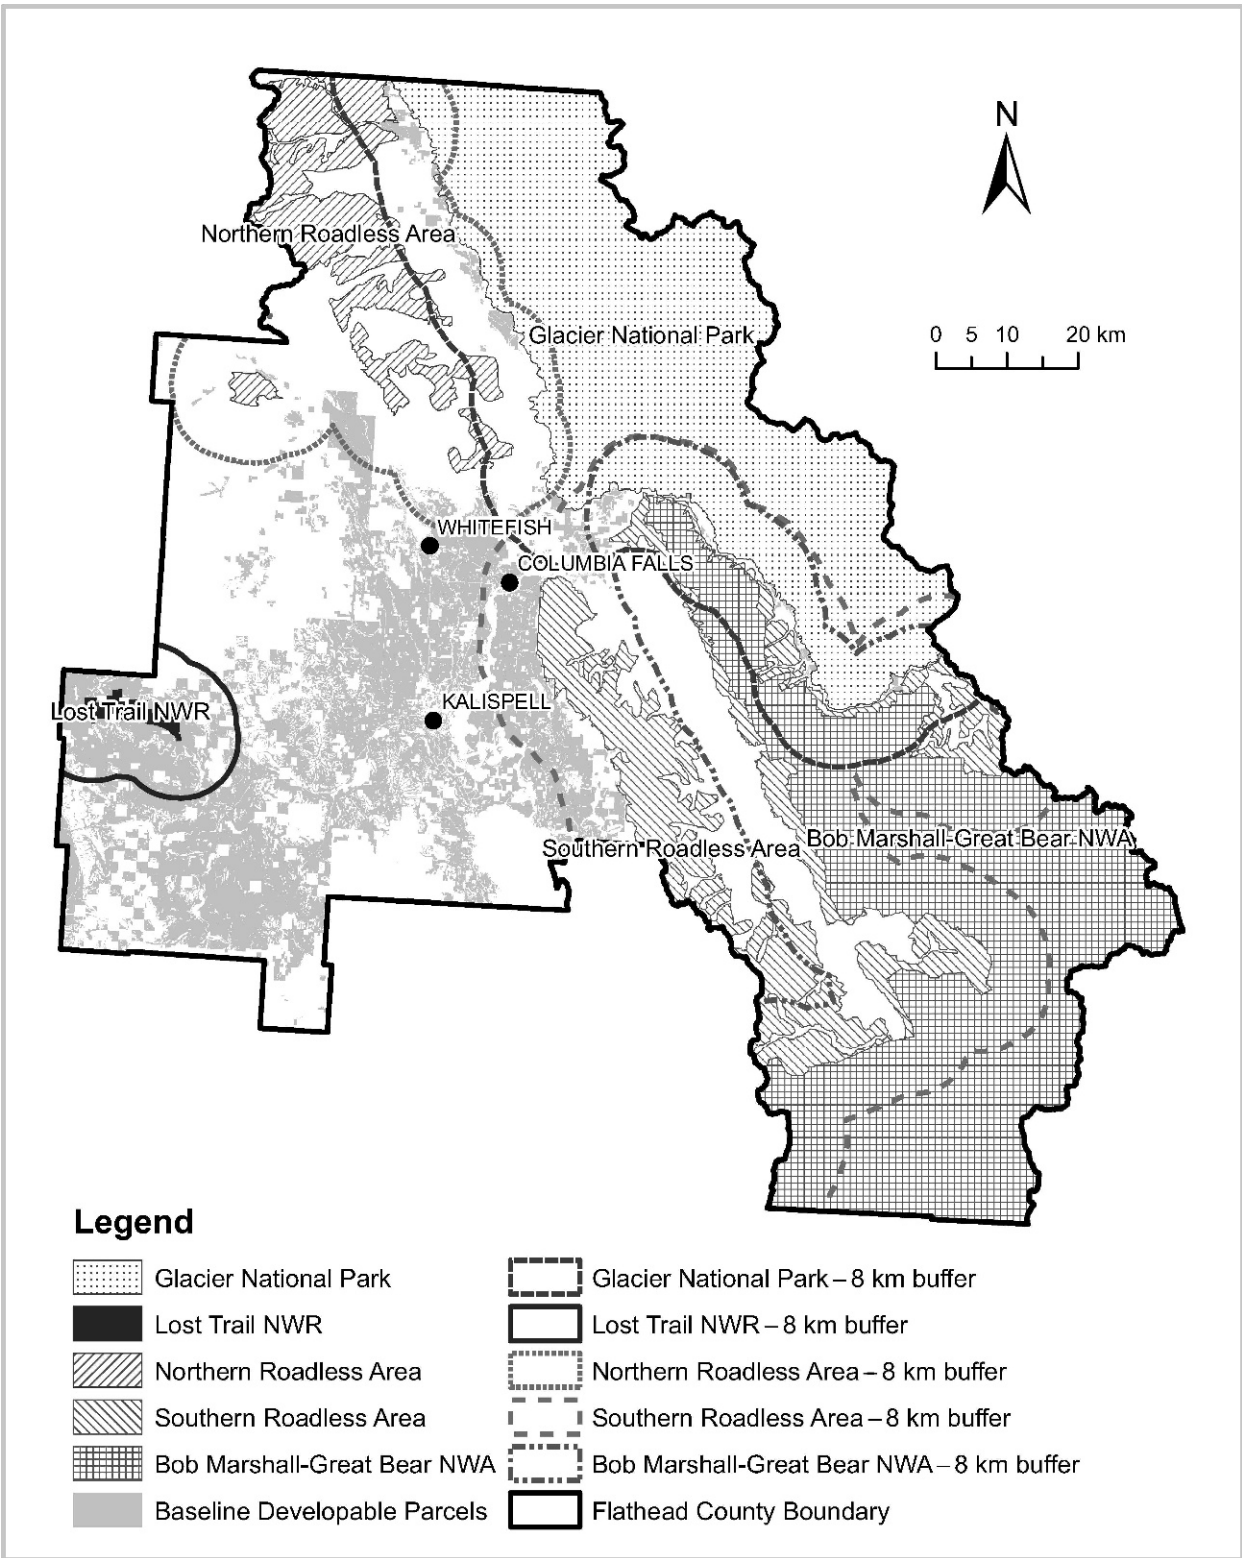 N
Northern Roadless Area
Glacier National Park
0 5 10 20 km
WHITEFISH
COLUMBIA FALLS
KALISPELL
Lost Trail NWR
Southern Roadless Area
Bob Marshall-Great Bear NWA
Legend
Glacier National Park
Lost Trail NWR
Northern Roadless Area
Southern Roadless Area
Bob Marshall-Great Bear NWA
Baseline Developable Parcels
Glacier National Park – 8 km buffer
Lost Trail NWR – 8 km buffer
Northern Roadless Area – 8 km buffer
Southern Roadless Area – 8 km buffer
Bob Marshall-Great Bear NWA – 8 km buffer
Flathead County Boundary